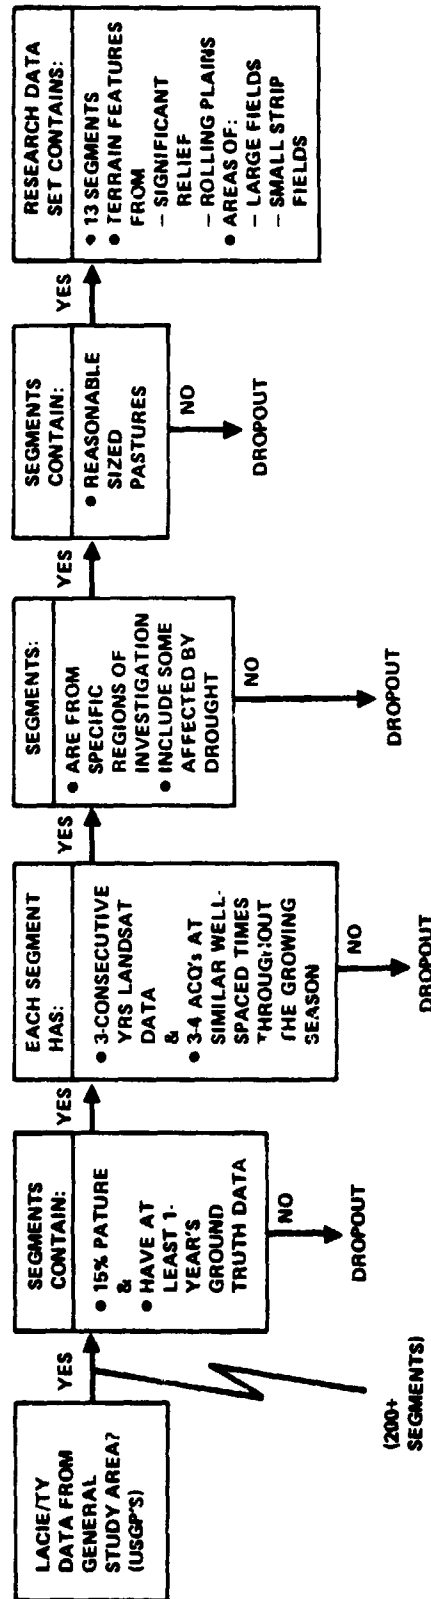 LACIE/TY
DATA FROM
GENERAL
STUDY AREA?
(USGP'S)
YES
(200+
SEGMENTS)
SEGMENTS
CONTAIN:
• 15% PATURE
&
• HAVE AT
LEAST 1-
YEAR'S
GROUND
TRUTH DATA
NO
DROPOUT
YES
EACH SEGMENT
HAS:
• 3-CONSECUTIVE
YRS LANDSAT
DATA
&
• 3-4 ACQ's AT
SIMILAR WELL-
SPACED TIMES
THROUGHOUT
THE GROWING
SEASON
NO
DROPOUT
YES
SEGMENTS:
• ARE FROM
SPECIFIC
REGIONS OF
INVESTIGATION
• INCLUDE SOME
AFFECTED BY
DROUGHT
NO
DROPOUT
YES
SEGMENTS
CONTAIN:
• REASONABLE
SIZED
PASTURES
NO
DROPOUT
YES
RESEARCH DATA
SET CONTAINS:
• 13 SEGMENTS
• TERRAIN FEATURES
FROM
– SIGNIFICANT
RELIEF
– ROLLING PLAINS
• AREAS OF:
– LARGE FIELDS
– SMALL STRIP
FIELDS